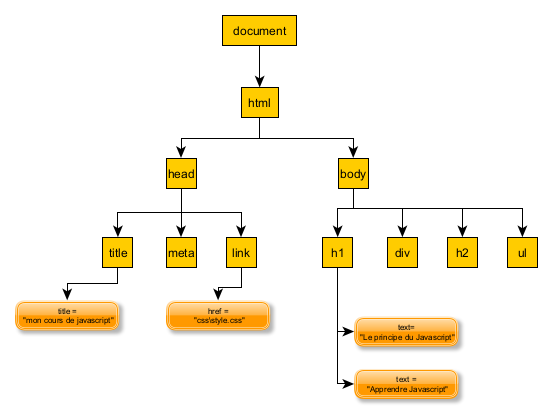 document
html
head
body
title
meta
link
h1
div
h2
ul
title =
"mon cours de javascript"
href =
"css\style.css"
text=
"Le principe du Javascript"
text =
"Apprendre Javascript"